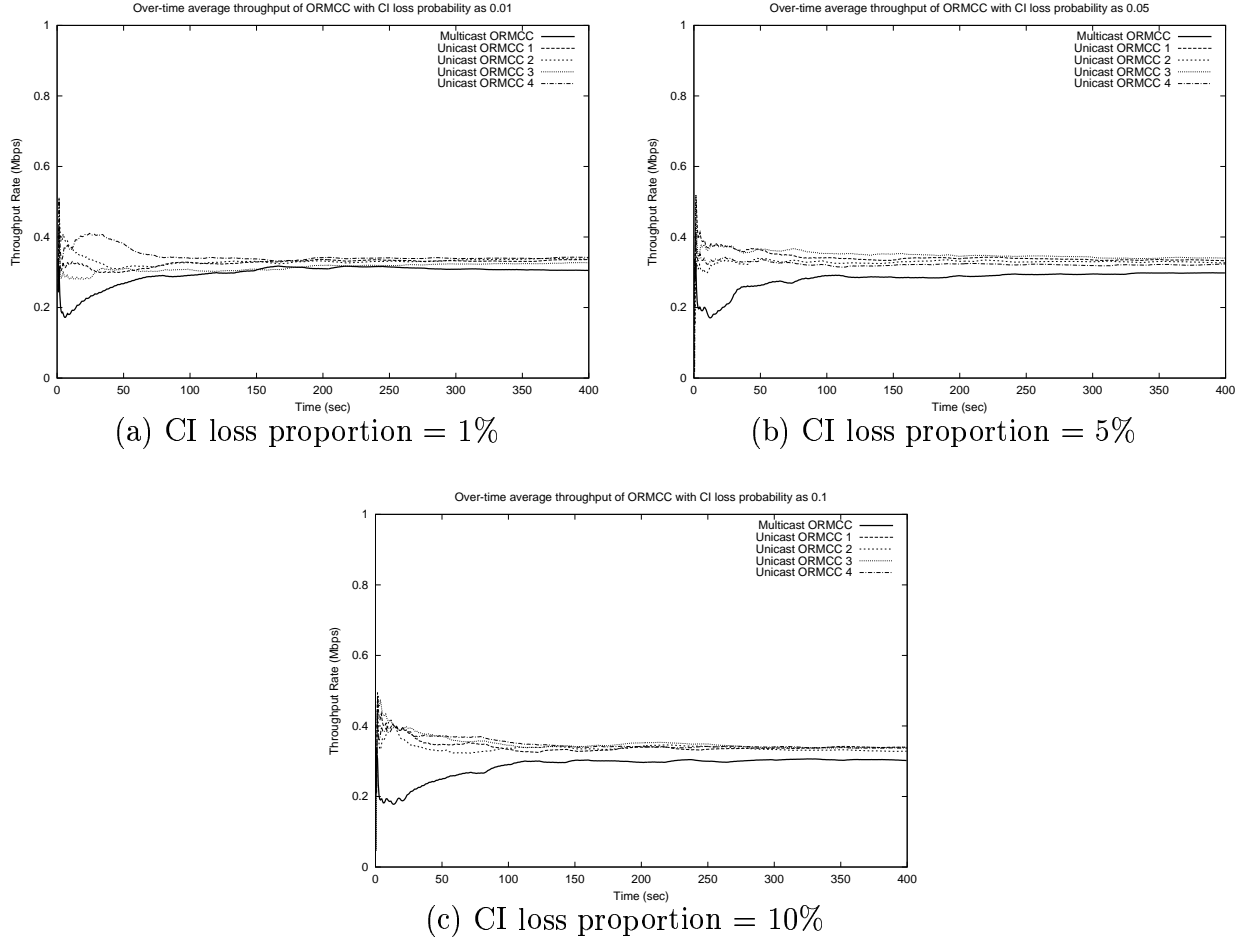 Over-time average throughput of ORMCC with CI loss probability as 0.01
Multicast ORMCC
Unicast ORMCC 1
Unicast ORMCC 2
Unicast ORMCC 3
Unicast ORMCC 4
Throughput Rate (Mbps)
1
0.8
0.6
0.4
0.2
0
0 50 100 150 200 250 300 350 400
Time (sec)
(a) CI loss proportion = 1%
Over-time average throughput of ORMCC with CI loss probability as 0.05
Multicast ORMCC
Unicast ORMCC 1
Unicast ORMCC 2
Unicast ORMCC 3
Unicast ORMCC 4
Throughput Rate (Mbps)
1
0.8
0.6
0.4
0.2
0
0 50 100 150 200 250 300 350 400
Time (sec)
(b) CI loss proportion = 5%
Over-time average throughput of ORMCC with CI loss probability as 0.1
Multicast ORMCC
Unicast ORMCC 1
Unicast ORMCC 2
Unicast ORMCC 3
Unicast ORMCC 4
Throughput Rate (Mbps)
1
0.8
0.6
0.4
0.2
0
0 50 100 150 200 250 300 350 400
Time (sec)
(c) CI loss proportion = 10%